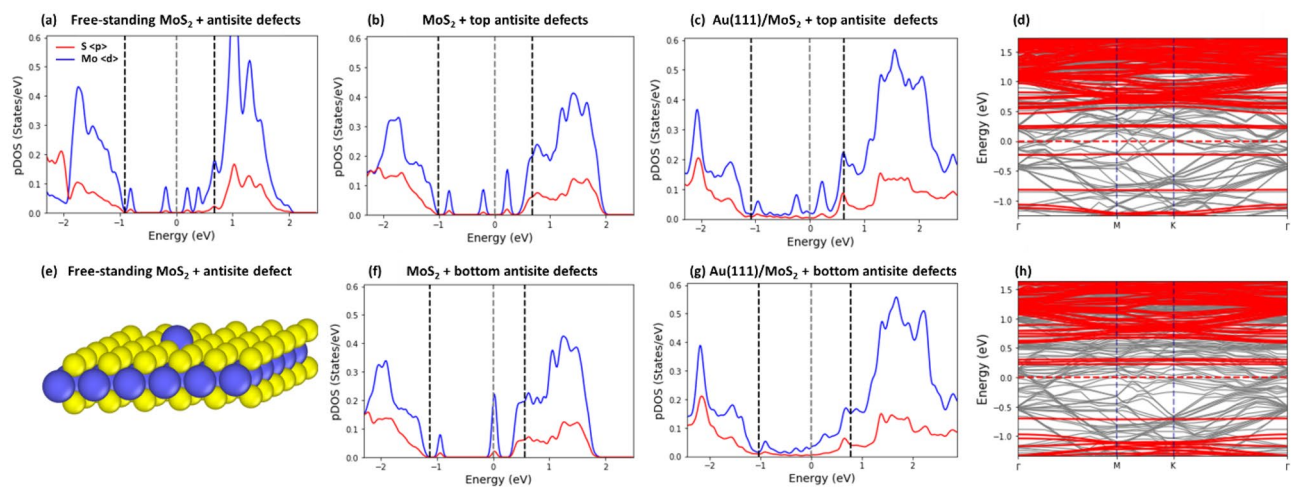 (a) Free-standing MoS₂ + antisite defects
S <p>
Mo <d>
pDOS (States/eV)
0.5
0.4
0.3
0.2
0.1
0.0
−2 −1 0 1 2
Energy (eV)
(b) MoS₂ + top antisite defects
pDOS (States/eV)
0.6
0.5
0.4
0.3
0.2
0.1
0.0
−2 −1 0 1 2
Energy (eV)
(c) Au(111)/MoS₂ + top antisite defects
pDOS (States/eV)
0.6
0.5
0.4
0.3
0.2
0.1
0.0
−2 −1 0 1 2
Energy (eV)
(d)
Energy (eV)
1.5
1.0
0.5
0.0
−0.5
−1.0
Γ M K Γ
(e) Free-standing MoS₂ + antisite defect
(f) MoS₂ + bottom antisite defects
pDOS (States/eV)
0.6
0.5
0.4
0.3
0.2
0.1
0.0
−2 −1 0 1 2
Energy (eV)
(g) Au(111)/MoS₂ + bottom antisite defects
pDOS (States/eV)
0.6
0.5
0.4
0.3
0.2
0.1
0.0
−2 −1 0 1 2
Energy (eV)
(h)
Energy (eV)
1.5
1.0
0.5
0.0
−0.5
−1.0
Γ M K Γ